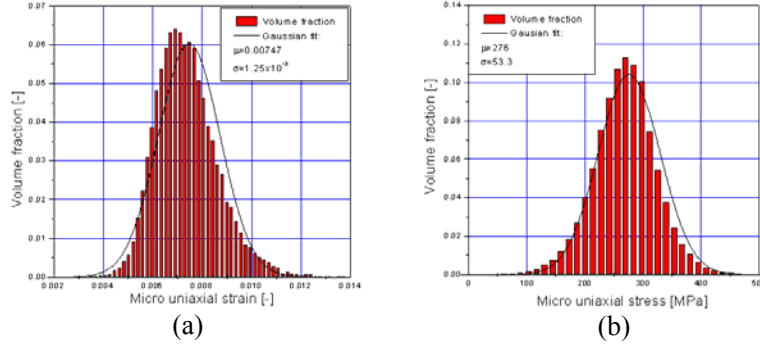 0.07
0.06
0.05
0.04
0.03
0.02
0.01
0.00
Volume fraction [-]
Volume fraction
Gaussian fit:
μ=0.00747
σ=1.25x10⁻³
0.002 0.004 0.006 0.008 0.010 0.012 0.014
Micro uniaxial strain [-]
(a)
0.14
0.12
0.10
0.08
0.06
0.04
0.02
0.00
Volume fraction [-]
Volume fraction
Gausian fit:
μ=276
σ=53.3
0 100 200 300 400
Micro uniaxial stress [MPa]
(b)